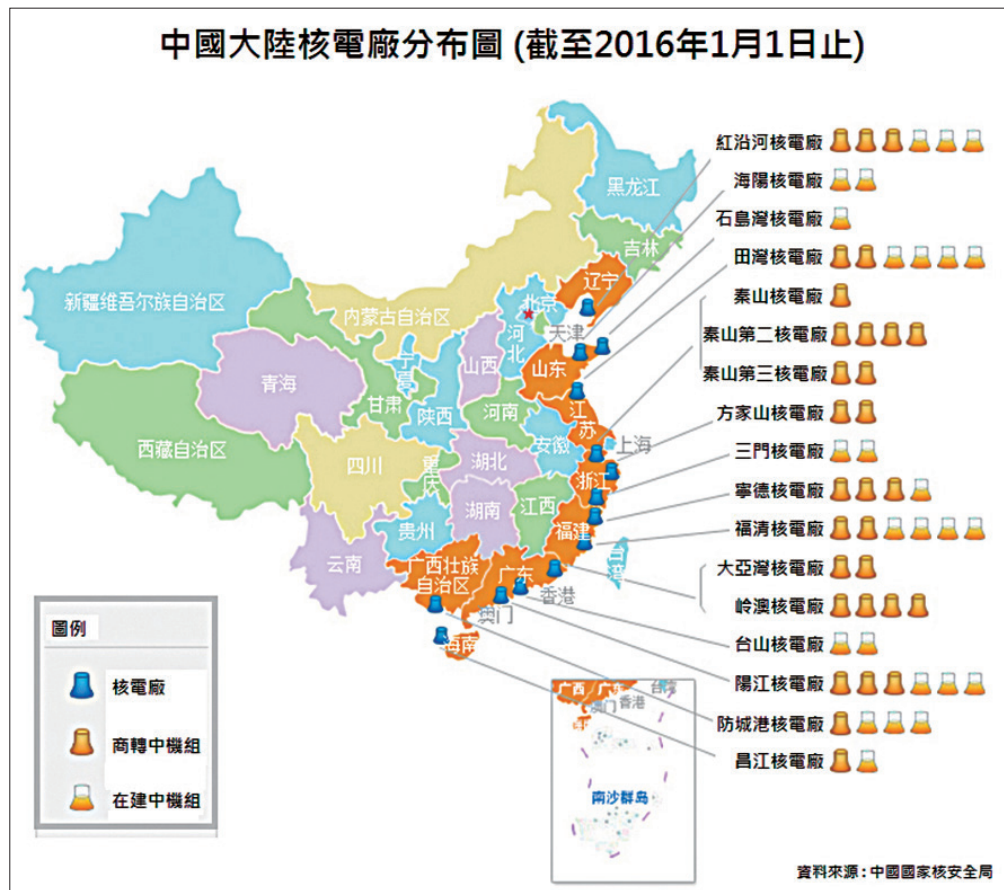 中國大陸核電廠分布圖 (截至2016年1月1日止)
紅沿河核電廠
海陽核電廠
石島灣核電廠
田灣核電廠
秦山核電廠
秦山第二核電廠
秦山第三核電廠
方家山核電廠
三門核電廠
寧德核電廠
福清核電廠
大亞灣核電廠
岭澳核電廠
台山核電廠
陽江核電廠
防城港核電廠
昌江核電廠
黑龙江
吉林
辽宁
新疆维吾尔族自治区
内蒙古自治区
北京
天津
河北
山西
山东
宁夏
青海
甘肃
陕西
河南
江苏
安徽
上海
西藏自治区
四川
重庆
湖北
浙江
江西
湖南
贵州
福建
云南
广西壮族
自治区
广东
台湾
香港
澳门
海南
圖例
核電廠
商轉中機組
在建中機組
广西
广东
台湾
澳门
香港
南沙群岛
資料來源：中國國家核安全局